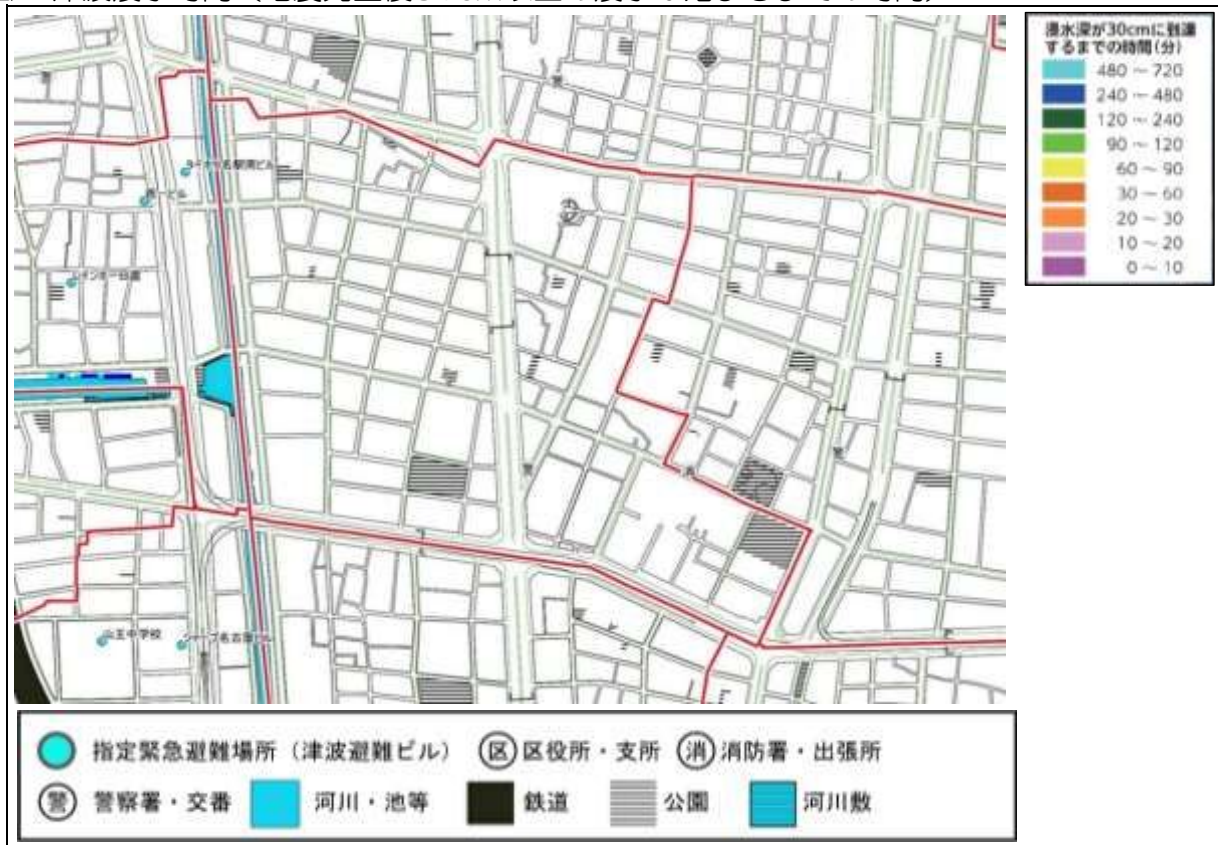 浸水深が30cmに到達
するまでの時間(分)
480 ～ 720
240 ～ 480
120 ～ 240
90 ～ 120
60 ～ 90
30 ～ 60
20 ～ 30
10 ～ 20
0 ～ 10
山王中学校
指定緊急避難場所(津波避難ビル)
区 区役所・支所
消 消防署・出張所
警 警察署・交番
河川・池等
鉄道
公園
河川敷